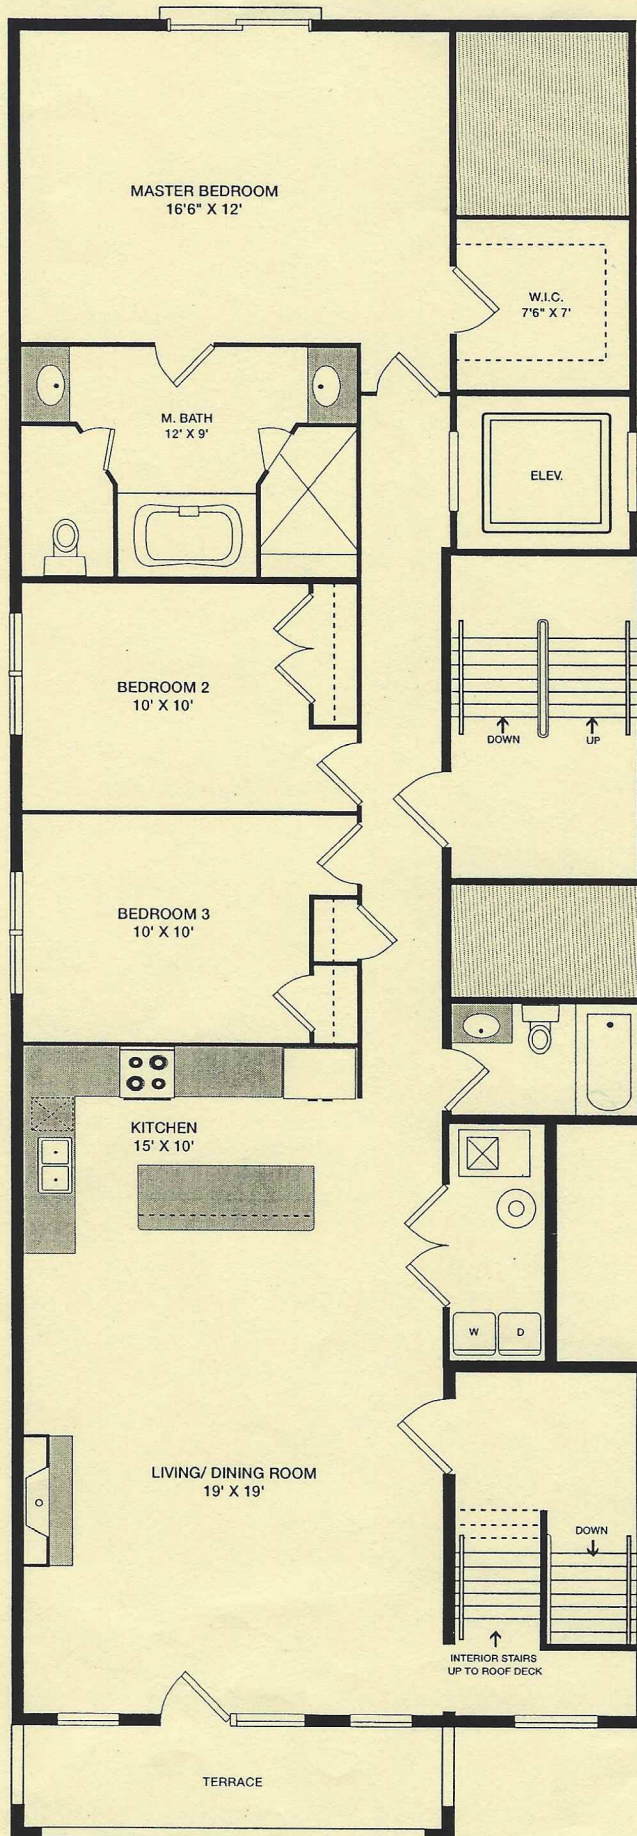 MASTER BEDROOM
16'6" X 12'
W.I.C.
7'6" X 7'
M. BATH
12' X 9'
ELEV.
BEDROOM 2
10' X 10'
DOWN
UP
BEDROOM 3
10' X 10'
KITCHEN
15' X 10'
W
D
LIVING/ DINING ROOM
19' X 19'
DOWN
INTERIOR STAIRS
UP TO ROOF DECK
TERRACE